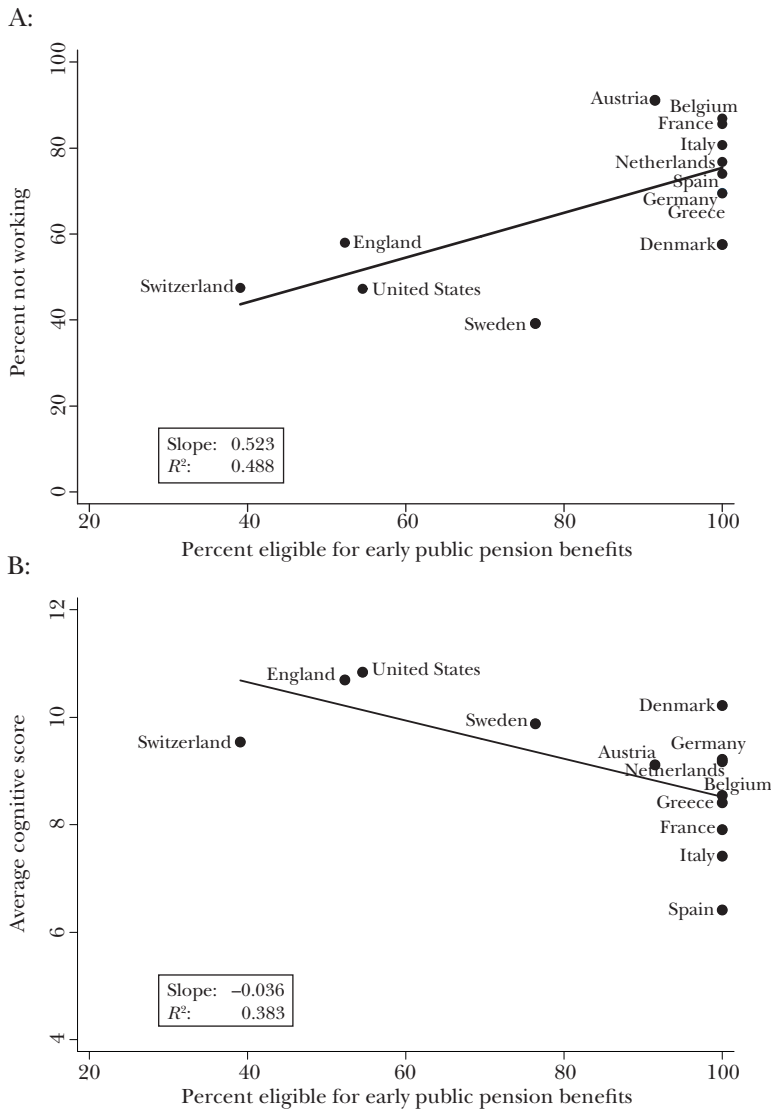 A:
Percent not working
100
80
60
40
20
0
Austria
Belgium
France
Italy
Netherlands
Spain
Germany
Greece
England
Denmark
Switzerland
United States
Sweden
Slope: 0.523
R²: 0.488
20 40 60 80 100
Percent eligible for early public pension benefits
B:
Average cognitive score
12
10
8
6
4
England
United States
Denmark
Sweden
Switzerland
Germany
Austria
Netherlands
Belgium
Greece
France
Italy
Spain
Slope: –0.036
R²: 0.383
20 40 60 80 100
Percent eligible for early public pension benefits